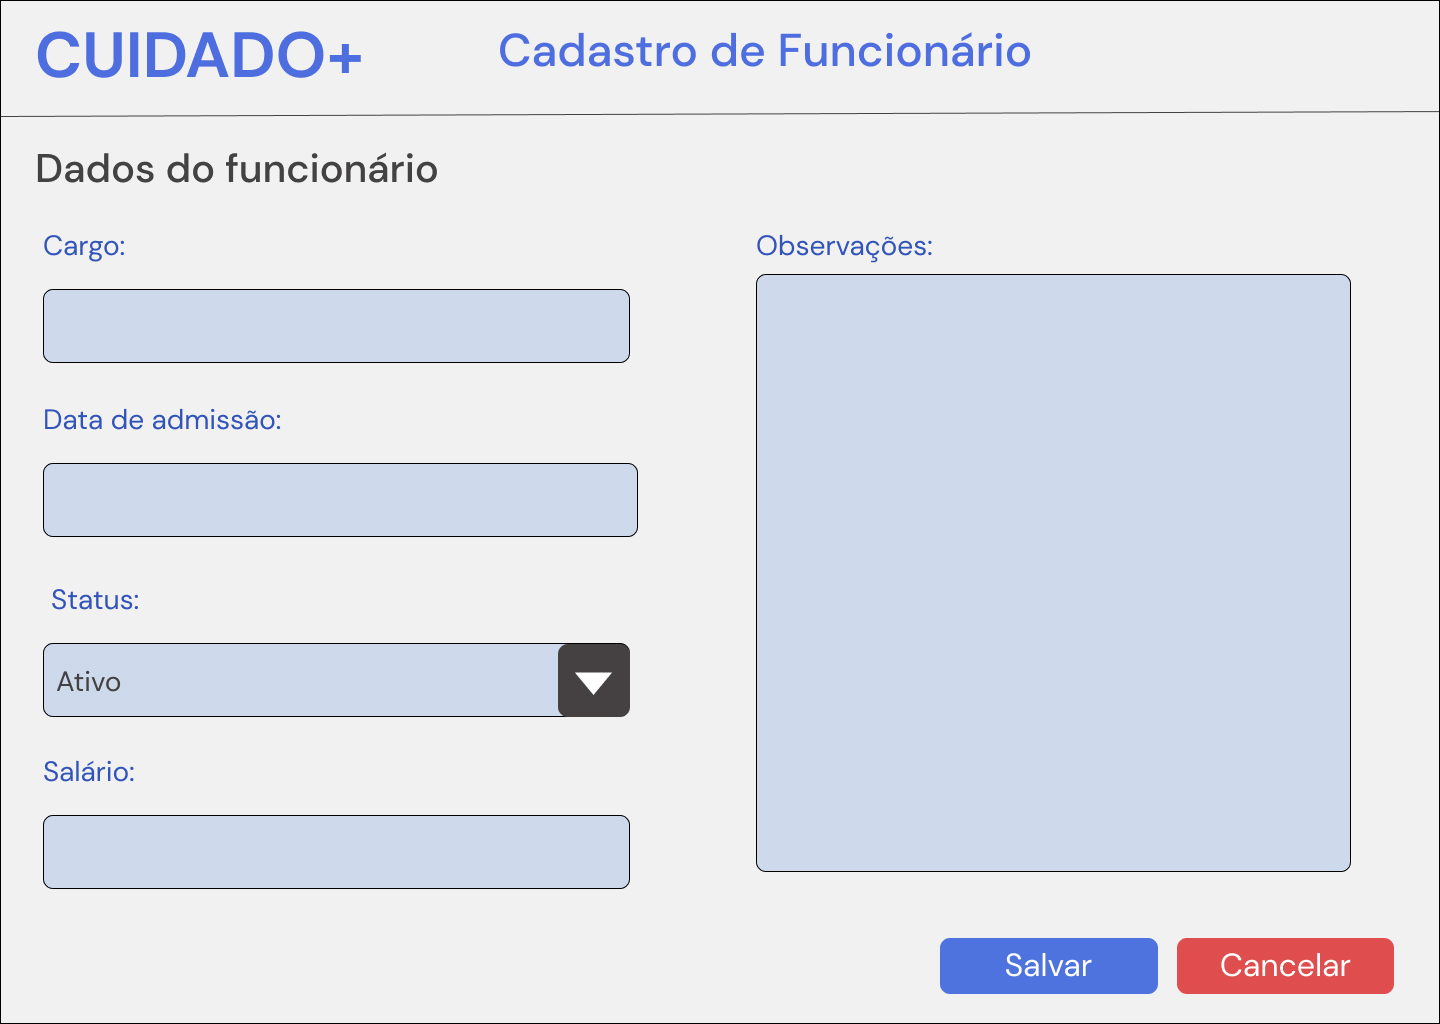 CUIDADO+
Cadastro de Funcionário
Dados do funcionário
Cargo:
Data de admissão:
Status:
Ativo
Salário:
Observações:
Salvar
Cancelar